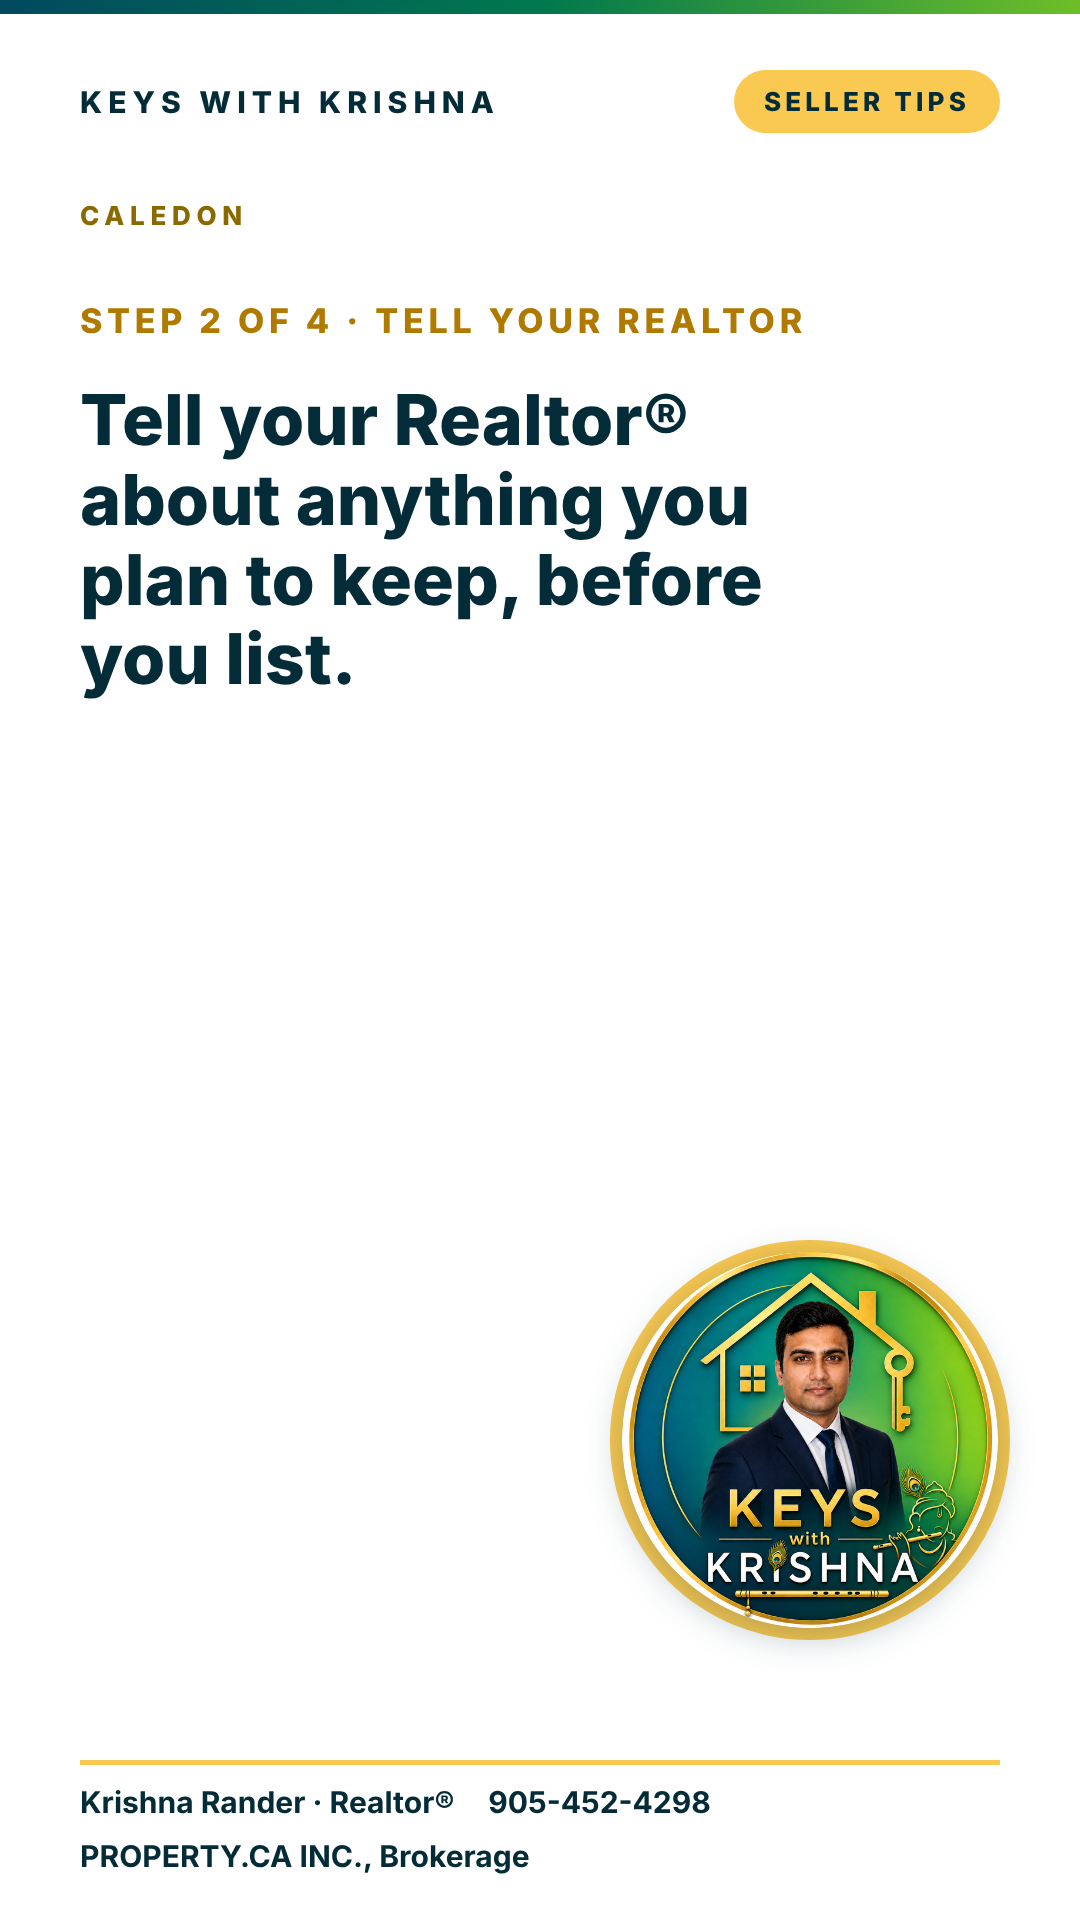 KEYS WITH KRISHNA
SELLER TIPS
CALEDON
STEP 2 OF 4 · TELL YOUR REALTOR
Tell your Realtor®
about anything you
plan to keep, before
you list.
KEYS
with
KRISHNA
Krishna Rander · Realtor® 905-452-4298
PROPERTY.CA INC., Brokerage